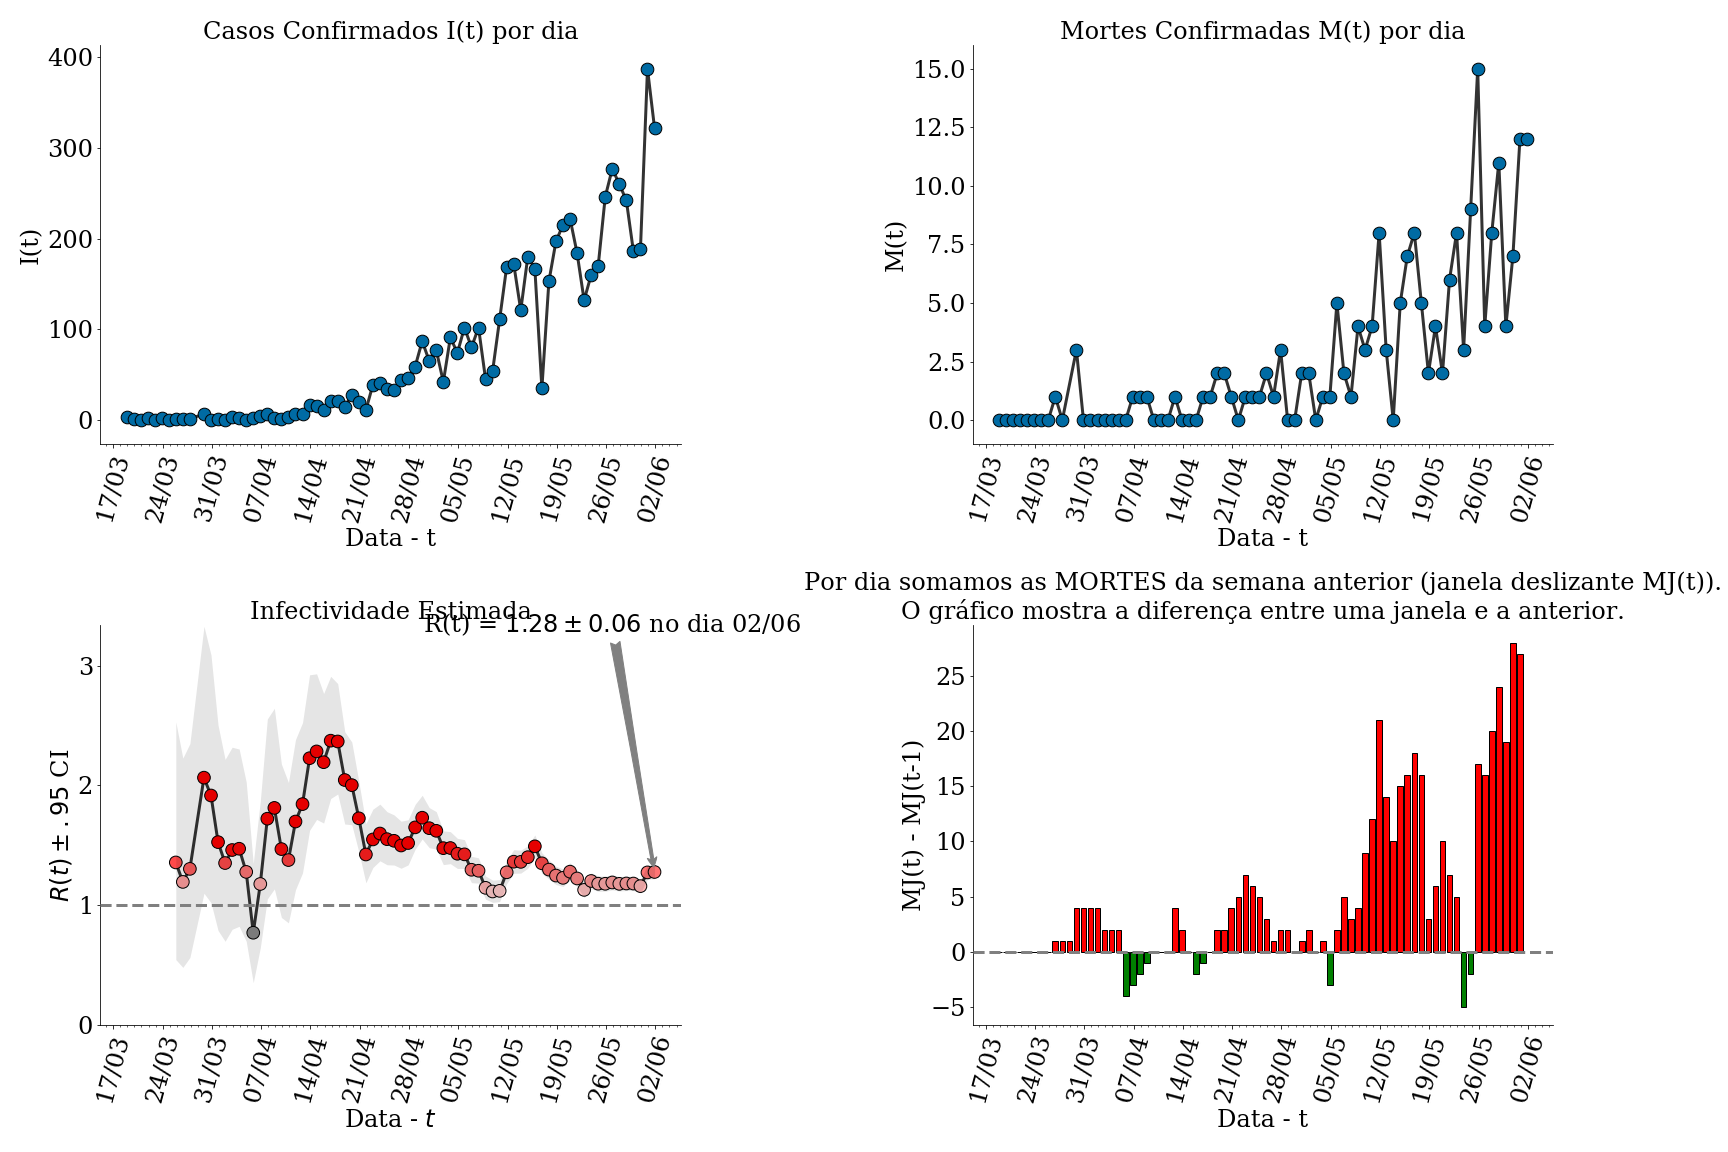 Casos Confirmados I(t) por dia
400
300
200
100
0
I(t)
17/03 24/03 31/03 07/04 14/04 21/04 28/04 05/05 12/05 19/05 26/05 02/06
Data - t
Mortes Confirmadas M(t) por dia
15.0
12.5
10.0
7.5
5.0
2.5
0.0
M(t)
17/03 24/03 31/03 07/04 14/04 21/04 28/04 05/05 12/05 19/05 26/05 02/06
Data - t
Infectividade Estimada
R(t) = 1.28 ± 0.06 no dia 02/06
3
2
1
0
R(t) ± .95 CI
17/03 24/03 31/03 07/04 14/04 21/04 28/04 05/05 12/05 19/05 26/05 02/06
Data - t
Por dia somamos as MORTES da semana anterior (janela deslizante MJ(t)).
O gráfico mostra a diferença entre uma janela e a anterior.
25
20
15
10
5
0
−5
MJ(t) - MJ(t-1)
17/03 24/03 31/03 07/04 14/04 21/04 28/04 05/05 12/05 19/05 26/05 02/06
Data - t